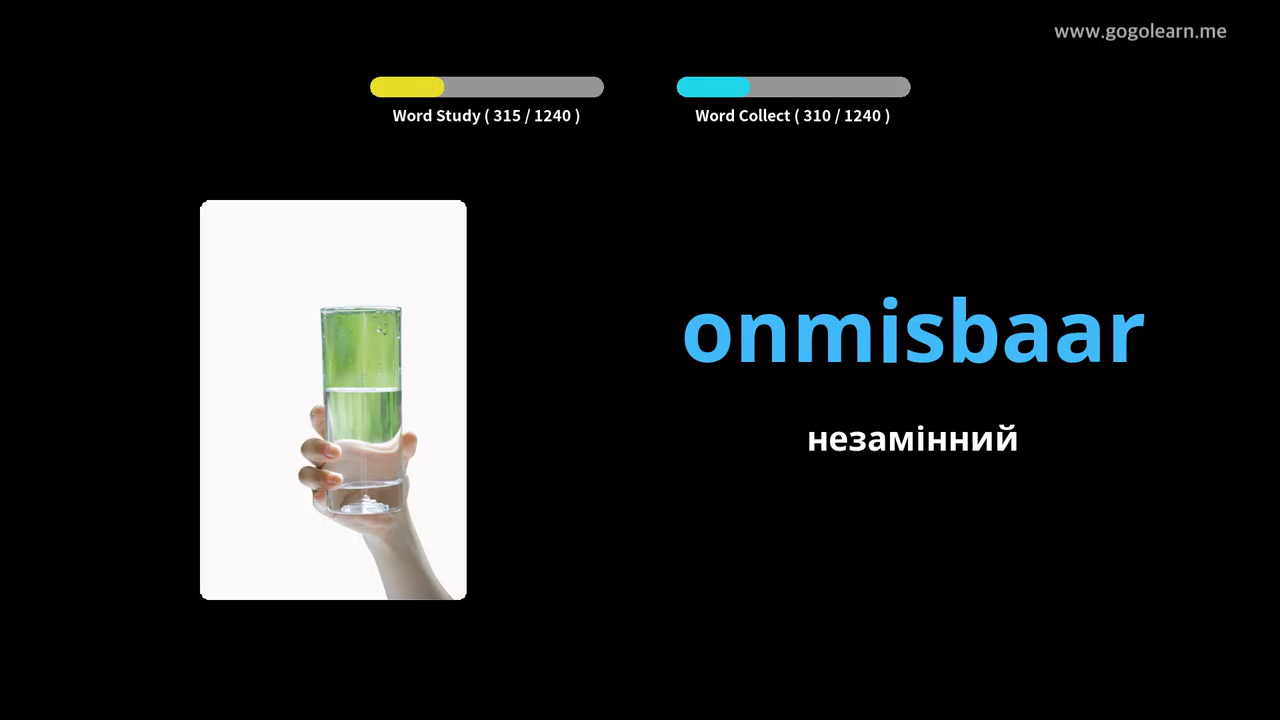 www.gogolearn.me
Word Study ( 315 / 1240 )
Word Collect ( 310 / 1240 )
onmisbaar
незамінний